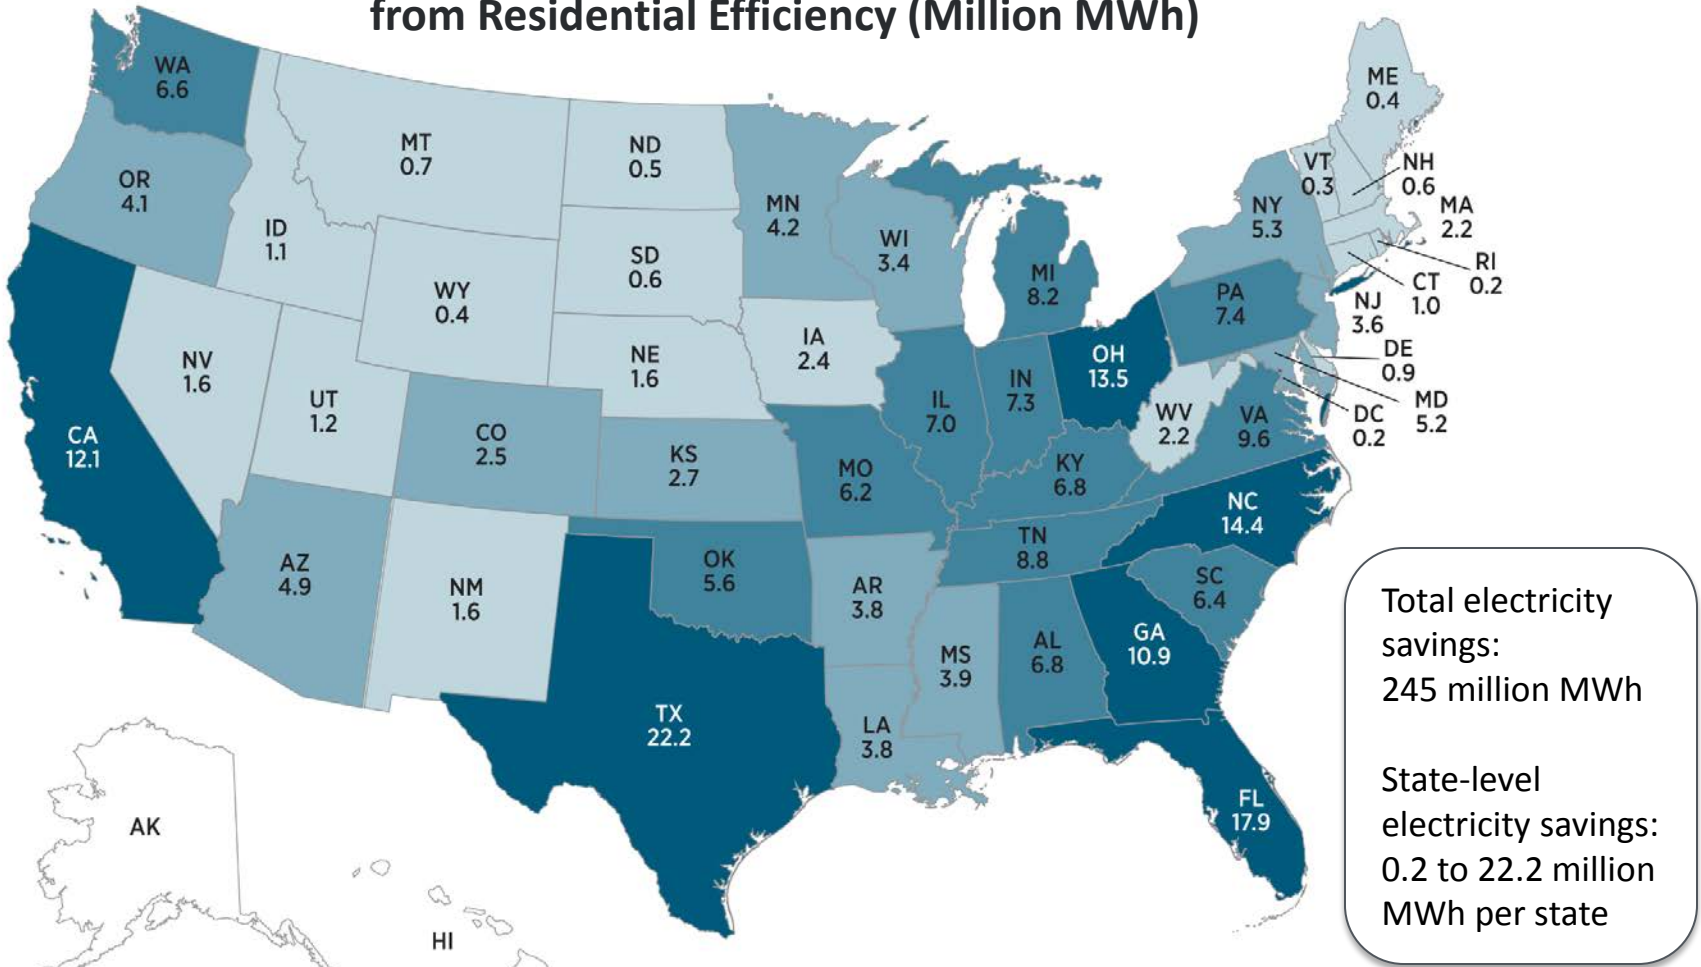 from Residential Efficiency (Million MWh)
WA
6.6
OR
4.1
CA
12.1
NV
1.6
ID
1.1
MT
0.7
WY
0.4
UT
1.2
AZ
4.9
NM
1.6
CO
2.5
ND
0.5
SD
0.6
NE
1.6
KS
2.7
OK
5.6
TX
22.2
MN
4.2
IA
2.4
MO
6.2
AR
3.8
LA
3.8
WI
3.4
IL
7.0
MI
8.2
IN
7.3
OH
13.5
KY
6.8
TN
8.8
MS
3.9
AL
6.8
GA
10.9
FL
17.9
SC
6.4
NC
14.4
VA
9.6
WV
2.2
PA
7.4
NY
5.3
VT
0.3
ME
0.4
NH
0.6
MA
2.2
RI
0.2
CT
1.0
NJ
3.6
DE
0.9
MD
5.2
DC
0.2
AK
HI
Total electricity
savings:
245 million MWh
State-level
electricity savings:
0.2 to 22.2 million
MWh per state